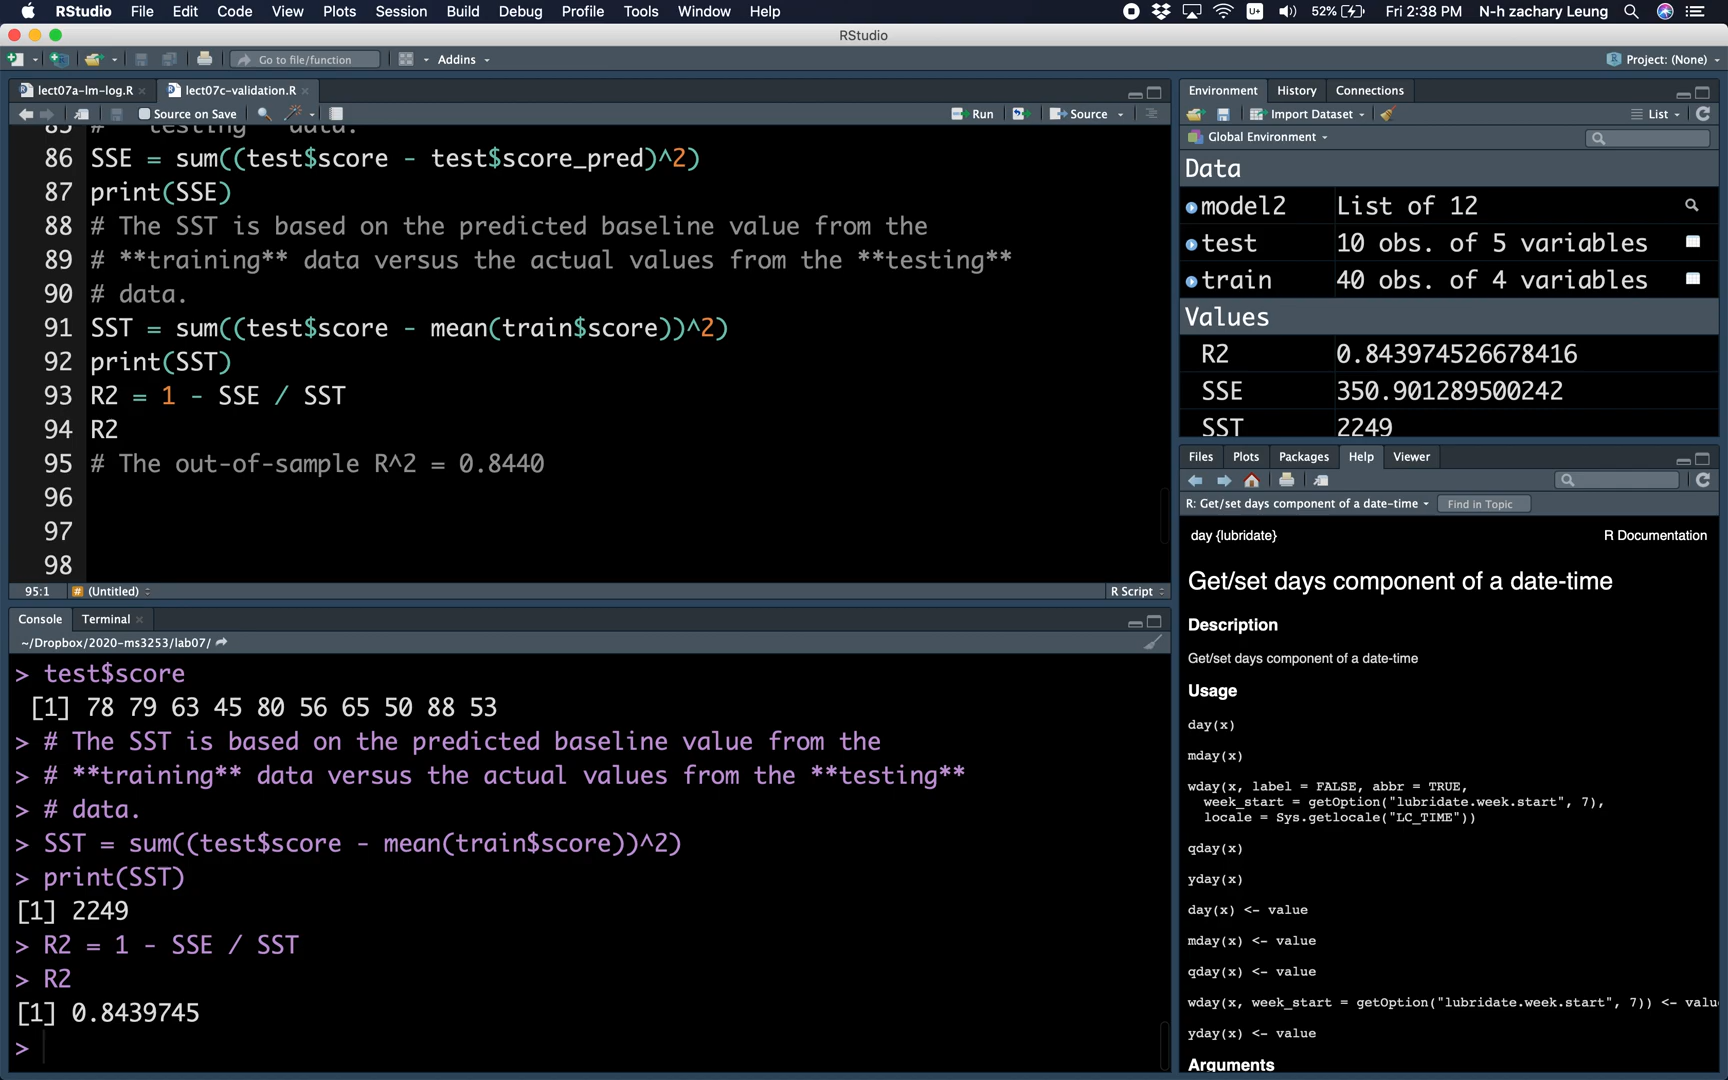 RStudio File Edit Code View Plots Session Build Debug Profile Tools Window Help 52% Fri 2:38 PM N-h zachary Leung
RStudio
Go to file/function Addins Project: (None)
lect07a-lm-log.R lect07c-validation.R
Source on Save Run Source
85 # **testing** data.
86 SSE = sum((test$score - test$score_pred)^2)
87 print(SSE)
88 # The SST is based on the predicted baseline value from the
89 # **training** data versus the actual values from the **testing**
90 # data.
91 SST = sum((test$score - mean(train$score))^2)
92 print(SST)
93 R2 = 1 - SSE / SST
94 R2
95 # The out-of-sample R^2 = 0.8440
96
97
98
95:1 # (Untitled) R Script
Console Terminal
~/Dropbox/2020-ms3253/lab07/
> test$score
[1] 78 79 63 45 80 56 65 50 88 53
> # The SST is based on the predicted baseline value from the
> # **training** data versus the actual values from the **testing**
> # data.
> SST = sum((test$score - mean(train$score))^2)
> print(SST)
[1] 2249
> R2 = 1 - SSE / SST
> R2
[1] 0.8439745
>
Environment History Connections
Import Dataset List
Global Environment
Data
model2 List of 12
test 10 obs. of 5 variables
train 40 obs. of 4 variables
Values
R2 0.843974526678416
SSE 350.901289500242
SST 2249
Files Plots Packages Help Viewer
R: Get/set days component of a date-time Find in Topic
day {lubridate} R Documentation
Get/set days component of a date-time
Description
Get/set days component of a date-time
Usage
day(x)
mday(x)
wday(x, label = FALSE, abbr = TRUE,
week_start = getOption("lubridate.week.start", 7),
locale = Sys.getlocale("LC_TIME"))
qday(x)
yday(x)
day(x) <- value
mday(x) <- value
qday(x) <- value
wday(x, week_start = getOption("lubridate.week.start", 7)) <- valu
yday(x) <- value
Arguments